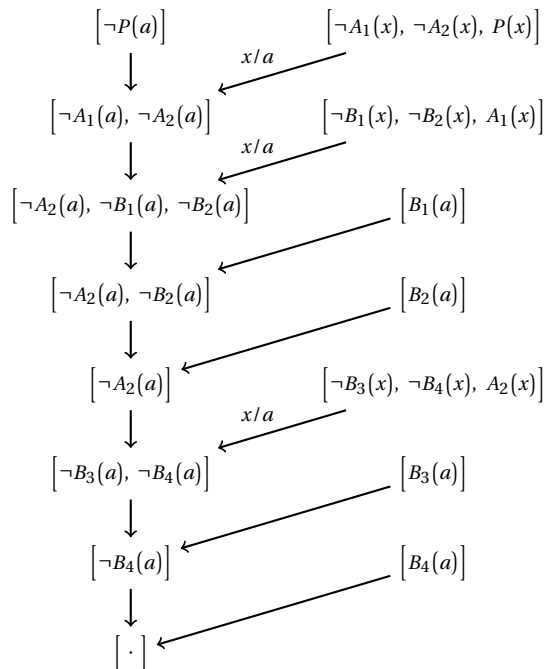 [¬P(a)] [¬A₁(x), ¬A₂(x), P(x)]
x/a
[¬A₁(a), ¬A₂(a)] [¬B₁(x), ¬B₂(x), A₁(x)]
x/a
[¬A₂(a), ¬B₁(a), ¬B₂(a)] [B₁(a)]
[¬A₂(a), ¬B₂(a)] [B₂(a)]
[¬A₂(a)] [¬B₃(x), ¬B₄(x), A₂(x)]
x/a
[¬B₃(a), ¬B₄(a)] [B₃(a)]
[¬B₄(a)] [B₄(a)]
[·]